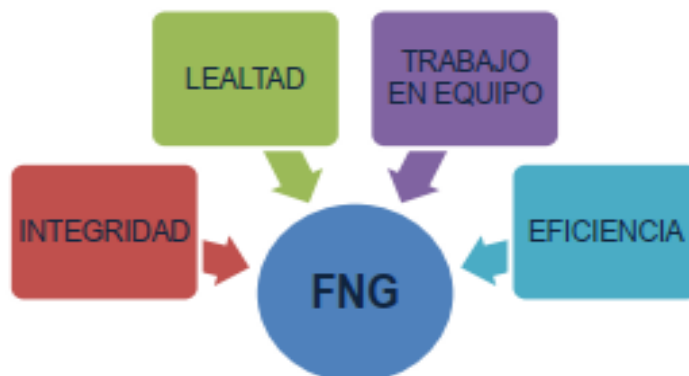 LEALTAD
TRABAJO
EN EQUIPO
INTEGRIDAD
EFICIENCIA
FNG